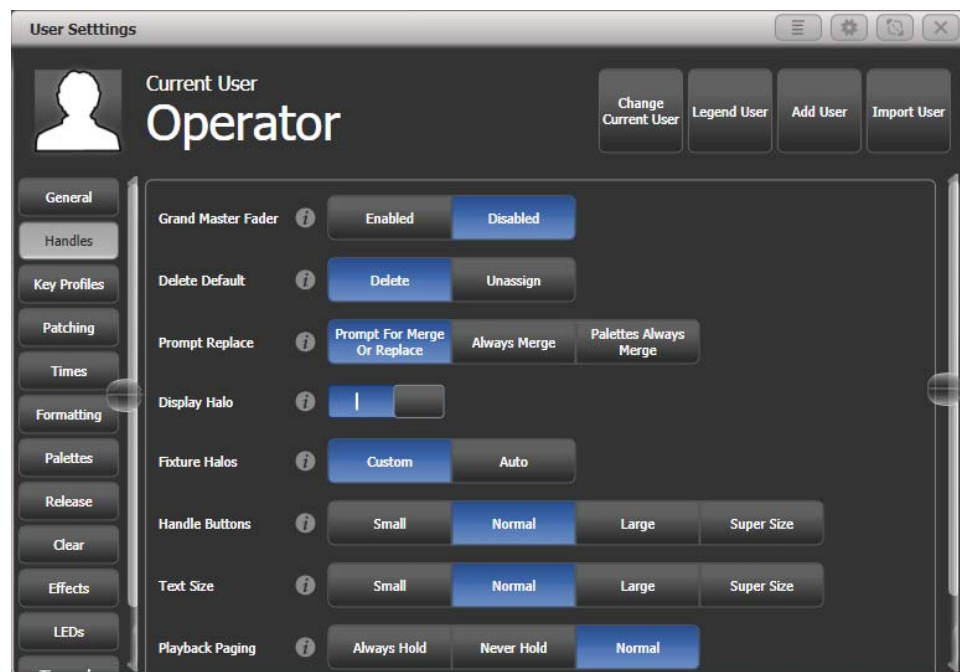 User Setttings
Current User
Operator
Change
Current User
Legend User
Add User
Import User
General
Handles
Key Profiles
Patching
Times
Formatting
Palettes
Release
Clear
Effects
LEDs
Grand Master Fader
Enabled
Disabled
Delete Default
Delete
Unassign
Prompt Replace
Prompt For Merge
Or Replace
Always Merge
Palettes Always
Merge
Display Halo
Fixture Halos
Custom
Auto
Handle Buttons
Small
Normal
Large
Super Size
Text Size
Small
Normal
Large
Super Size
Playback Paging
Always Hold
Never Hold
Normal